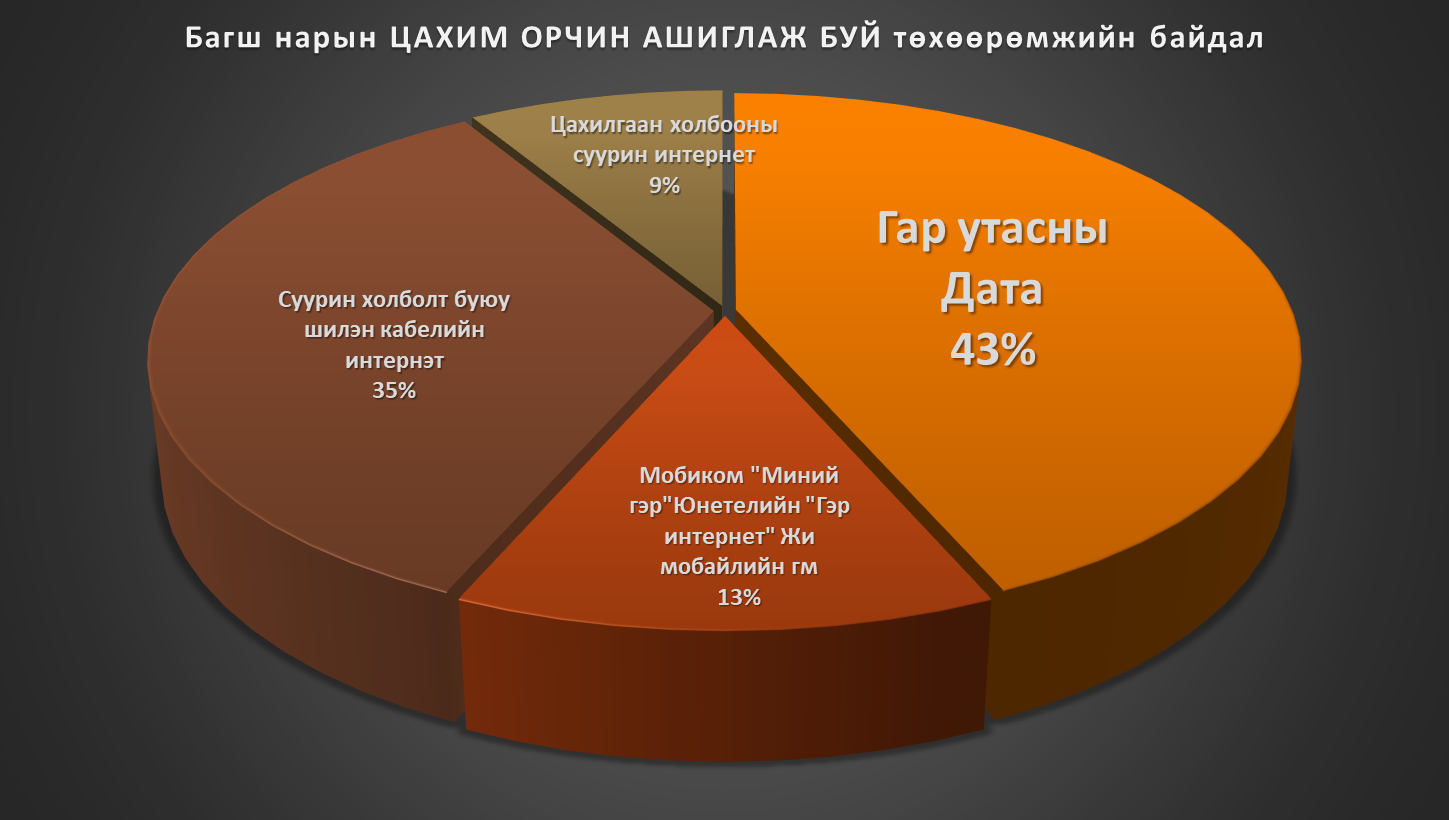 Багш нарын ЦАХИМ ОРЧИН АШИГЛАЖ БУЙ төхөөрөмжийн байдал
Цахилгаан холбооны
суурин интернет
9%
Гар утасны
Дата
43%
Суурин холболт буюу
шилэн кабелийн
интернэт
35%
Мобиком "Миний
гэр"Юнетелийн "Гэр
интернет" Жи
мобайлийн гм
13%